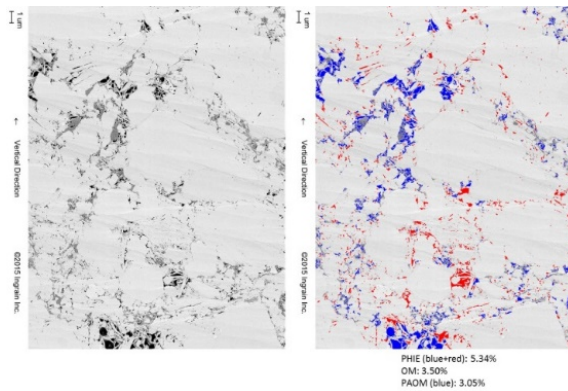 1 um
↑ Vertical Direction
©2015 Ingrain Inc.
1 um
↑ Vertical Direction
©2015 Ingrain Inc.
PHIE (blue+red): 5.34%
OM: 3.50%
PAOM (blue): 3.05%